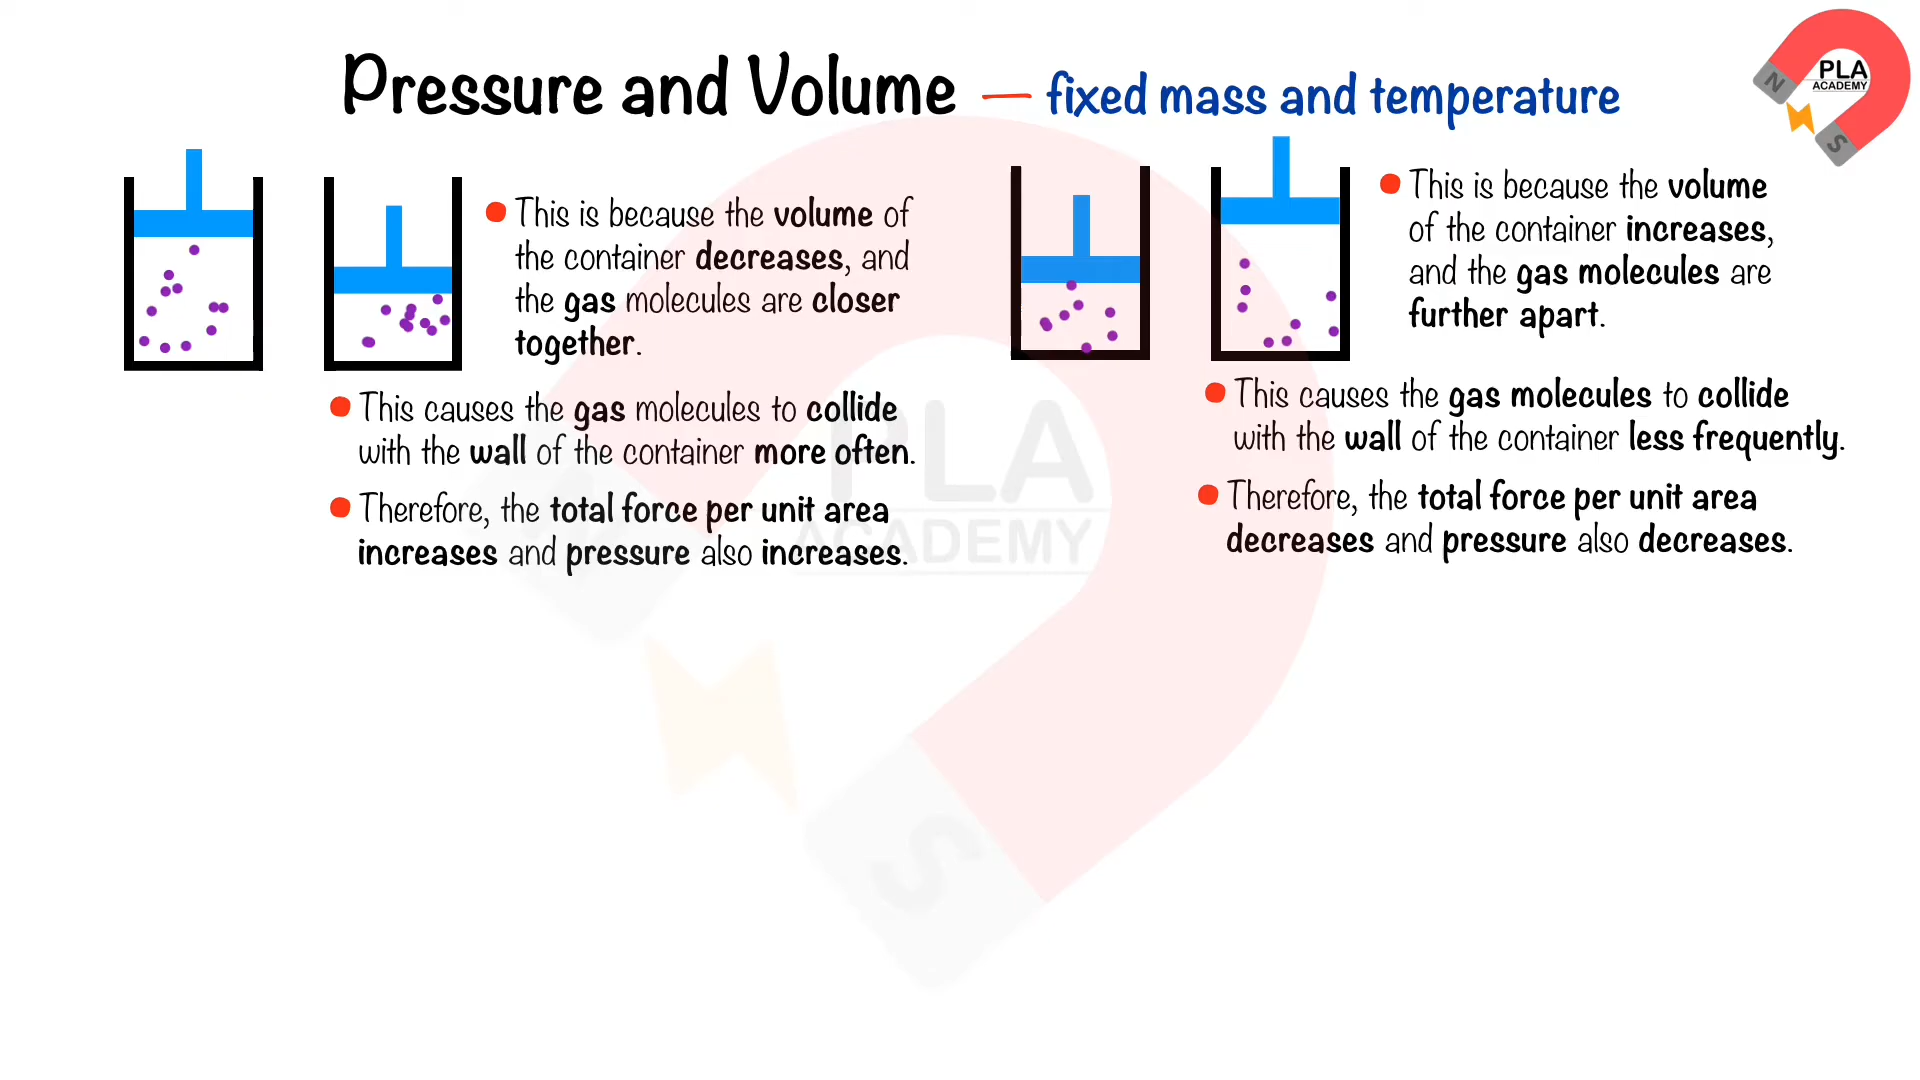 Pressure and Volume — fixed mass and temperature
This is because the volume of
the container decreases, and
the gas molecules are closer
together.
This causes the gas molecules to collide
with the wall of the container more often.
Therefore, the total force per unit area
increases and pressure also increases.
This is because the volume
of the container increases,
and the gas molecules are
further apart.
This causes the gas molecules to collide
with the wall of the container less frequently.
Therefore, the total force per unit area
decreases and pressure also decreases.
PLA
ACADEMY
N
S
PLA
ACADEMY
N
S